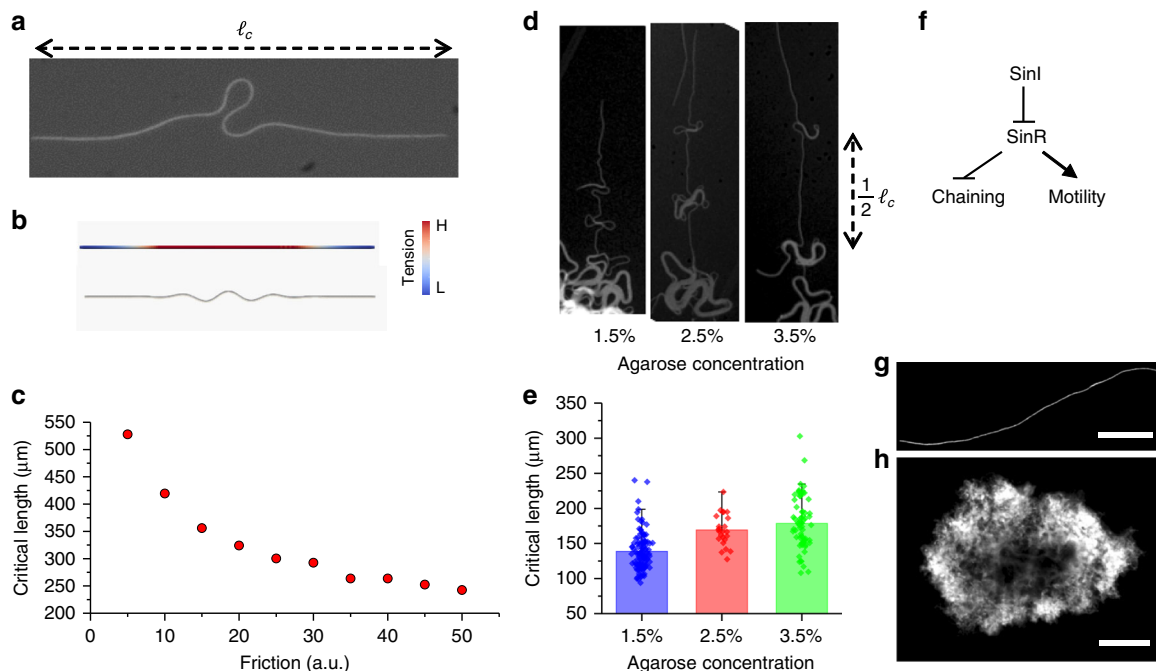 a
ℓc
b
Tension
H
L
c
Critical length (μm)
550
500
450
400
350
300
250
200
0 10 20 30 40 50
Friction (a.u.)
d
1.5% 2.5% 3.5%
Agarose concentration
1/2 ℓc
e
Critical length (μm)
350
300
250
200
150
100
50
1.5% 2.5% 3.5%
Agarose concentration
f
SinI
SinR
Chaining Motility
g
h